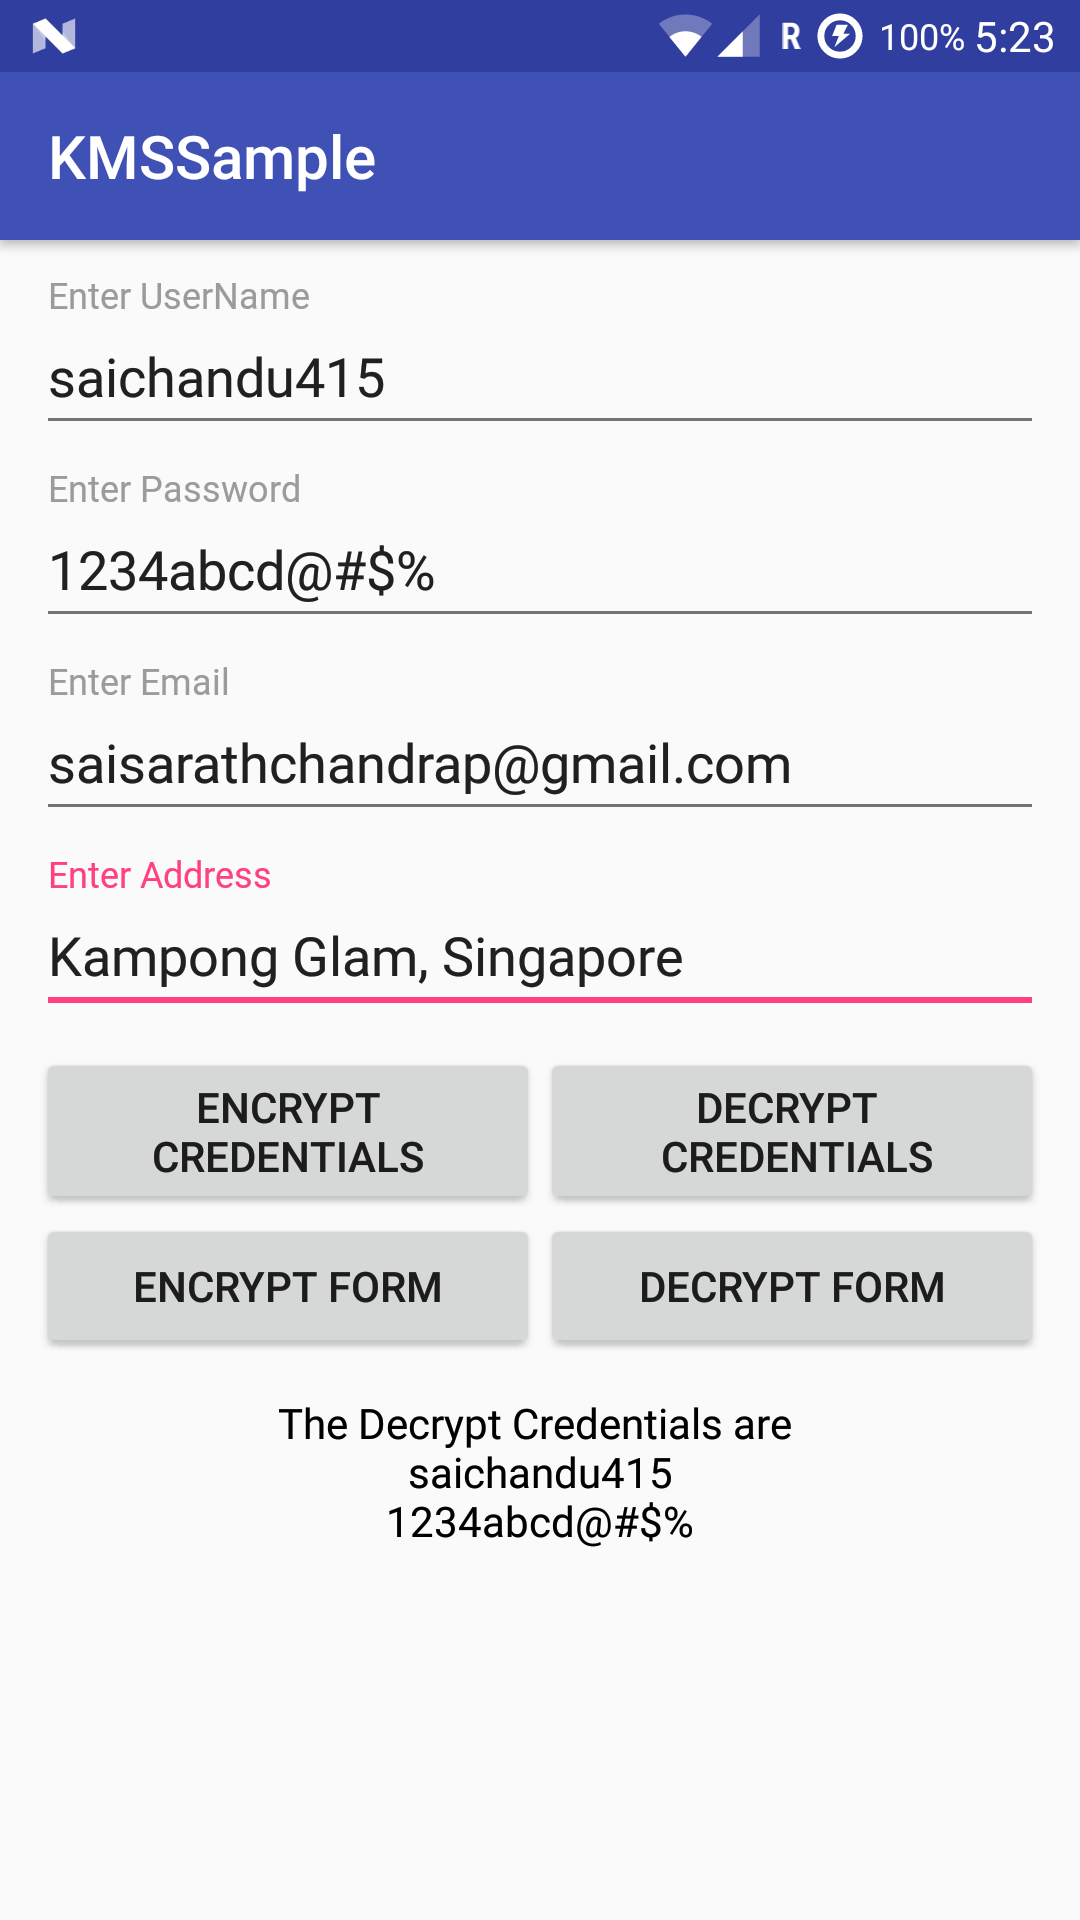 R 100% 5:23
KMSSample
Enter UserName
saichandu415
Enter Password
1234abcd@#$%
Enter Email
saisarathchandrap@gmail.com
Enter Address
Kampong Glam, Singapore
ENCRYPT
CREDENTIALS
DECRYPT
CREDENTIALS
ENCRYPT FORM
DECRYPT FORM
The Decrypt Credentials are
saichandu415
1234abcd@#$%